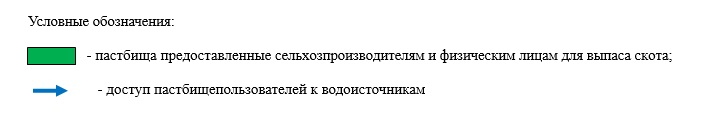 Условные обозначения:
- пастбища предоставленные сельхозпроизводителям и физическим лицам для выпаса скота;
- доступ пастбищепользователей к водоисточникам